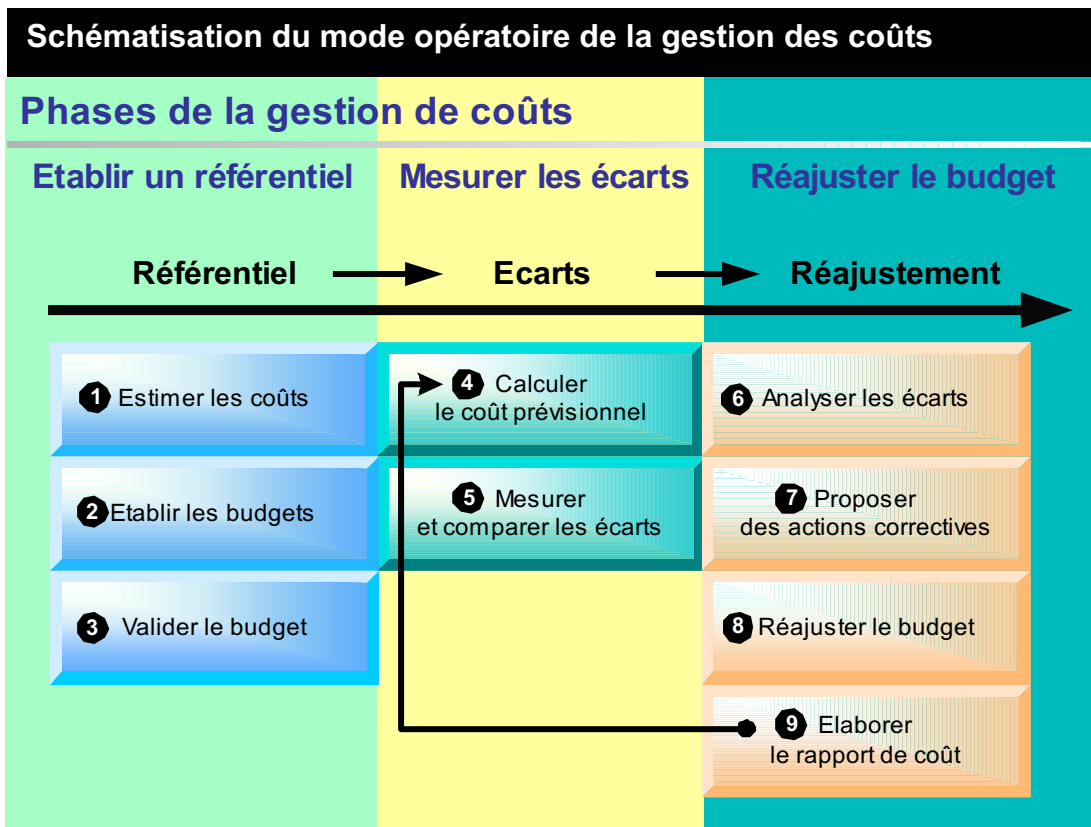 Schématisation du mode opératoire de la gestion des coûts
Phases de la gestion de coûts
Etablir un référentiel
Mesurer les écarts
Réajuster le budget
Référentiel
Ecarts
Réajustement
1 Estimer les coûts
2 Etablir les budgets
3 Valider le budget
4 Calculer
le coût prévisionnel
5 Mesurer
et comparer les écarts
6 Analyser les écarts
7 Proposer
des actions correctives
8 Réajuster le budget
9 Elaborer
le rapport de coût